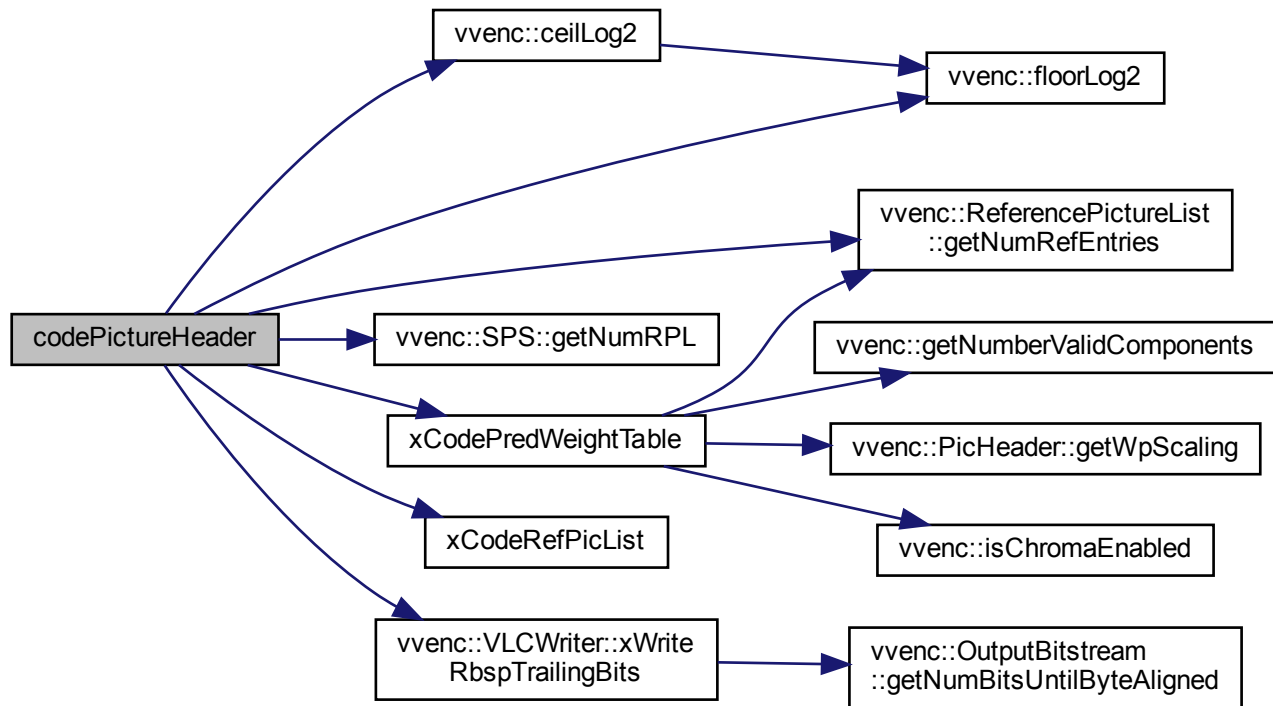 vvenc::ceilLog2
vvenc::floorLog2
vvenc::ReferencePictureList
::getNumRefEntries
codePictureHeader
vvenc::SPS::getNumRPL
vvenc::getNumberValidComponents
xCodePredWeightTable
vvenc::PicHeader::getWpScaling
xCodeRefPicList
vvenc::isChromaEnabled
vvenc::VLCWriter::xWrite
RbspTrailingBits
vvenc::OutputBitstream
::getNumBitsUntilByteAligned